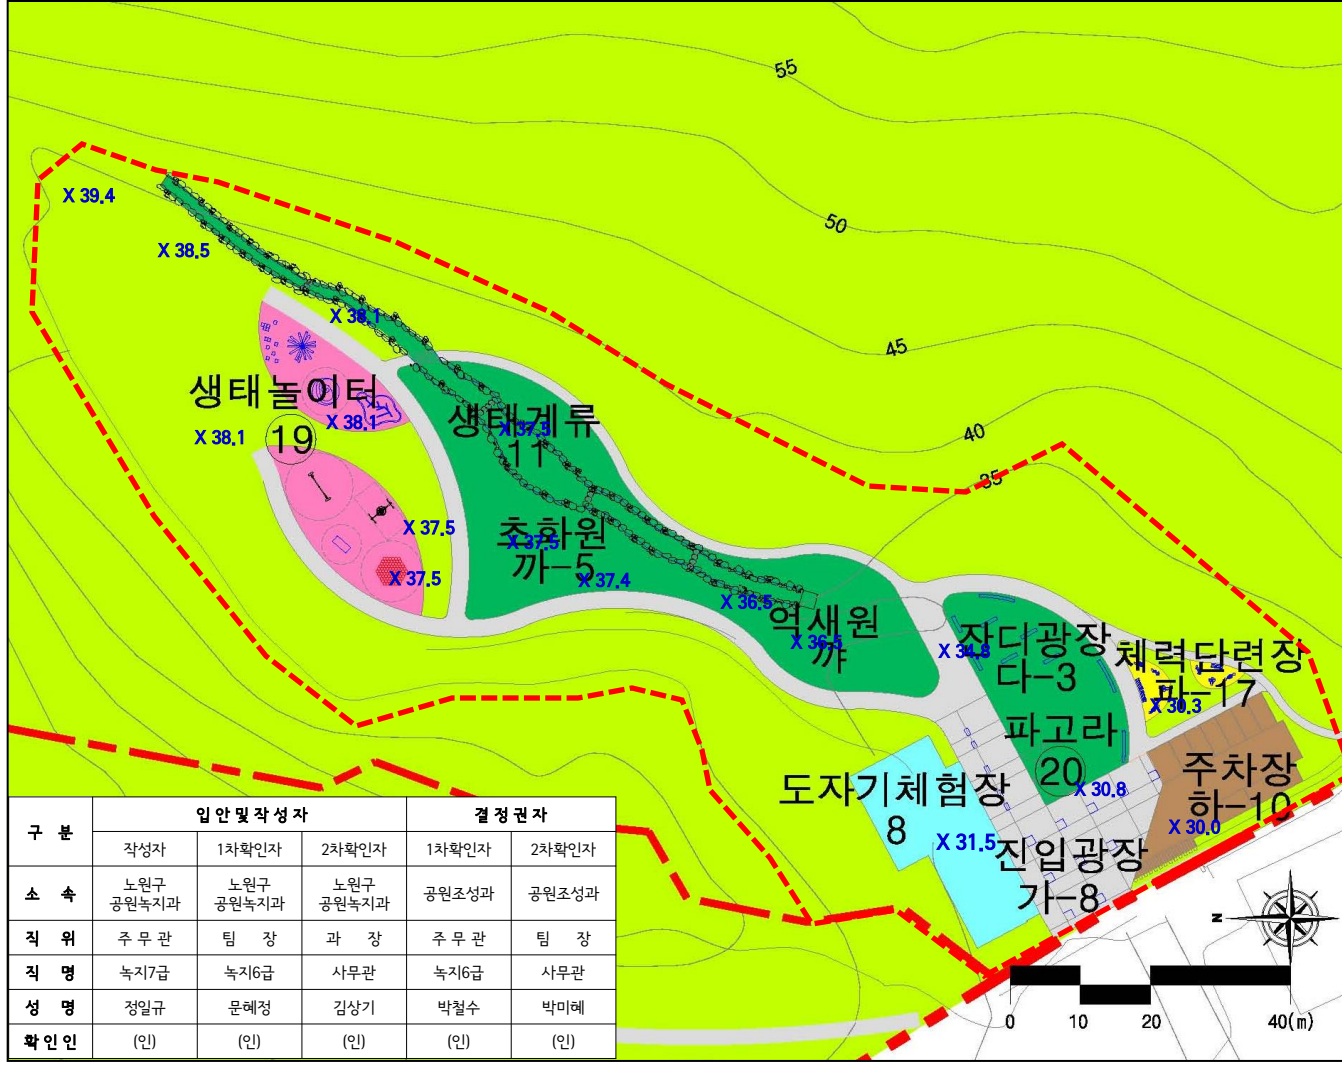 55
50
45
40
35
X 39.4
X 38.5
X 38.1
생태놀이터
19
X 38.1
X 38.1
생태계류
11
X 37.5
X 37.5
X 37.5
초화원
까-5
X 37.5
X 37.4
X 36.5
억새원
꺄
X 36.5
잔디광장
다-3
X 34.8
체력단련장
파-17
X 30.3
파고라
20
X 30.8
주차장
하-10
X 30.0
도자기체험장
8
X 31.5
진입광장
가-8
N
0 10 20 40(m)
구 분 입안및작성자 결정권자
작성자 1차확인자 2차확인자 1차확인자 2차확인자
소 속 노원구 공원녹지과 노원구 공원녹지과 노원구 공원녹지과 공원조성과 공원조성과
직 위 주무관 팀 장 과 장 주무관 팀 장
직 명 녹지7급 녹지6급 사무관 녹지6급 사무관
성 명 정일규 문혜정 김상기 박철수 박미혜
확인인 (인) (인) (인) (인) (인)